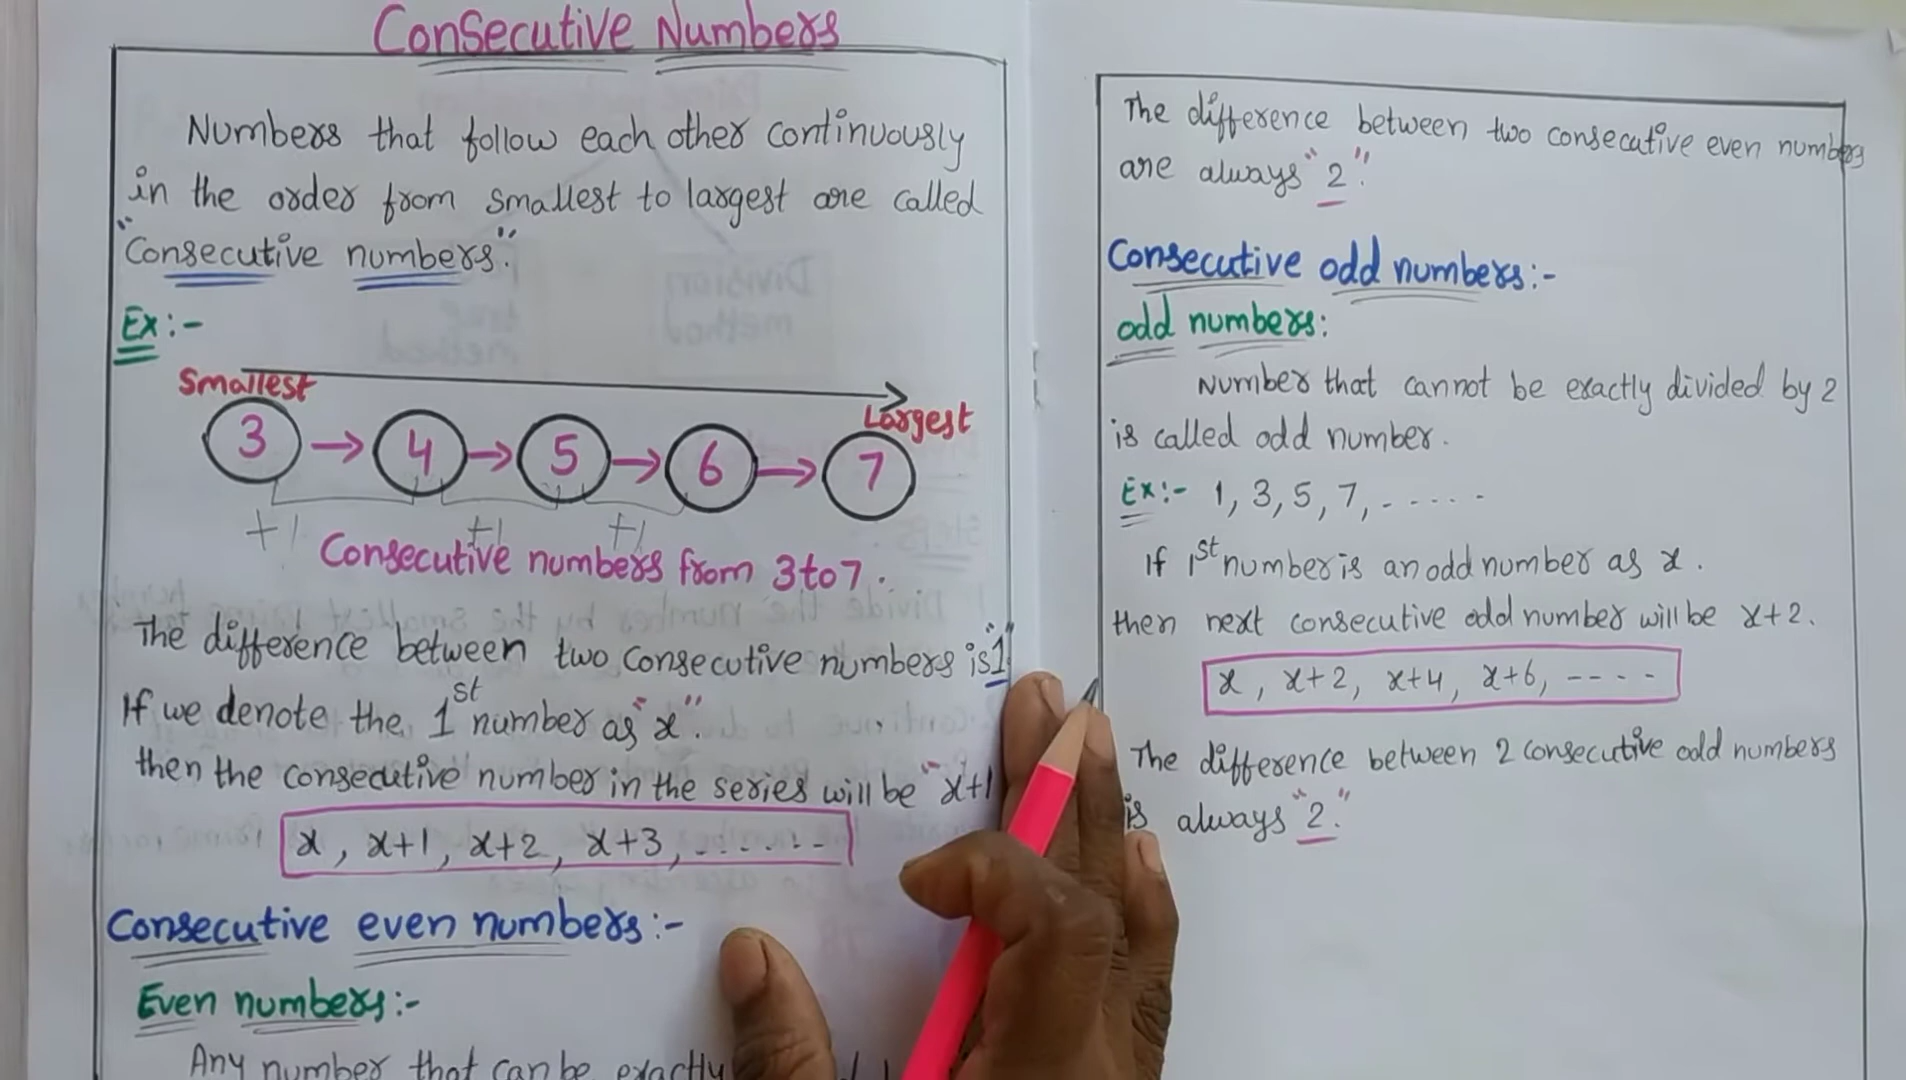 Consecutive Numbers
Numbers that follow each other continuously
in the order from smallest to largest are called
"Consecutive numbers".
Ex:-
Smallest
Largest
3 → 4 → 5 → 6 → 7
+1 +1 +1
Consecutive numbers from 3 to 7.
The difference between two consecutive numbers is "1"
If we denote the 1st number as "x".
then the consecutive number in the series will be "x+1
x, x+1, x+2, x+3, .......
Consecutive even numbers:-
Even numbers:-
Any number that can be exactly
The difference between two consecutive even numbers
are always "2".
Consecutive odd numbers:-
odd numbers:
Number that cannot be exactly divided by 2
is called odd number.
Ex:- 1, 3, 5, 7, .....
If 1st number is an odd number as x.
then next consecutive odd number will be x+2.
x, x+2, x+4, x+6, ----
The difference between 2 consecutive odd numbers
is always "2."